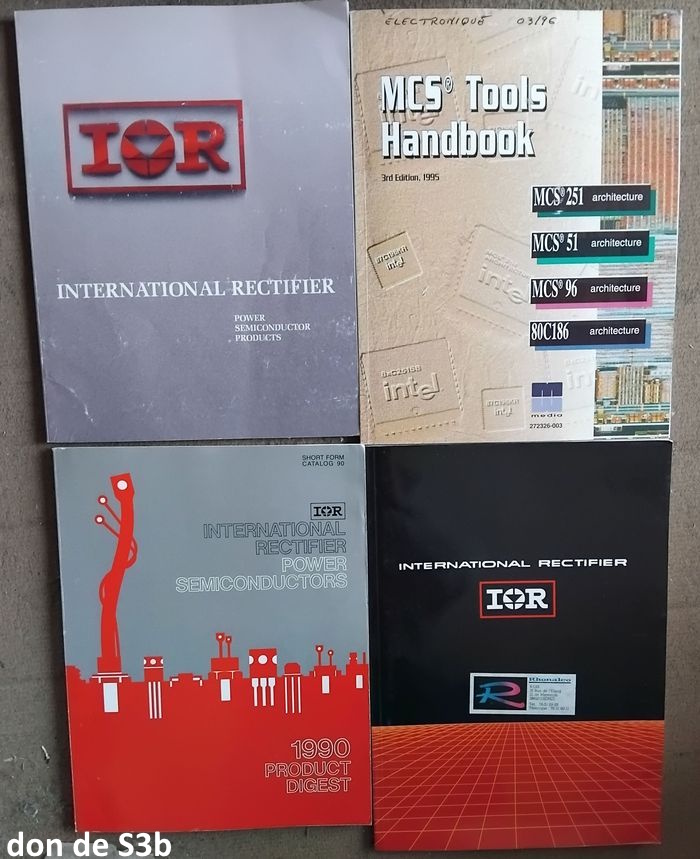 IOR
INTERNATIONAL RECTIFIER
POWER
SEMICONDUCTOR
PRODUCTS
ELECTRONIQUE 03/96
MCS® Tools
Handbook
3rd Edition, 1995
MCS® 251 architecture
MCS® 51 architecture
MCS® 96 architecture
80C186 architecture
intel
intel
intel
intel
media
272326-003
SHORT FORM
CATALOG 90
IOR
INTERNATIONAL
RECTIFIER
POWER
SEMICONDUCTORS
1990
PRODUCT
DIGEST
INTERNATIONAL RECTIFIER
IOR
R
Rhonalco
don de S3b